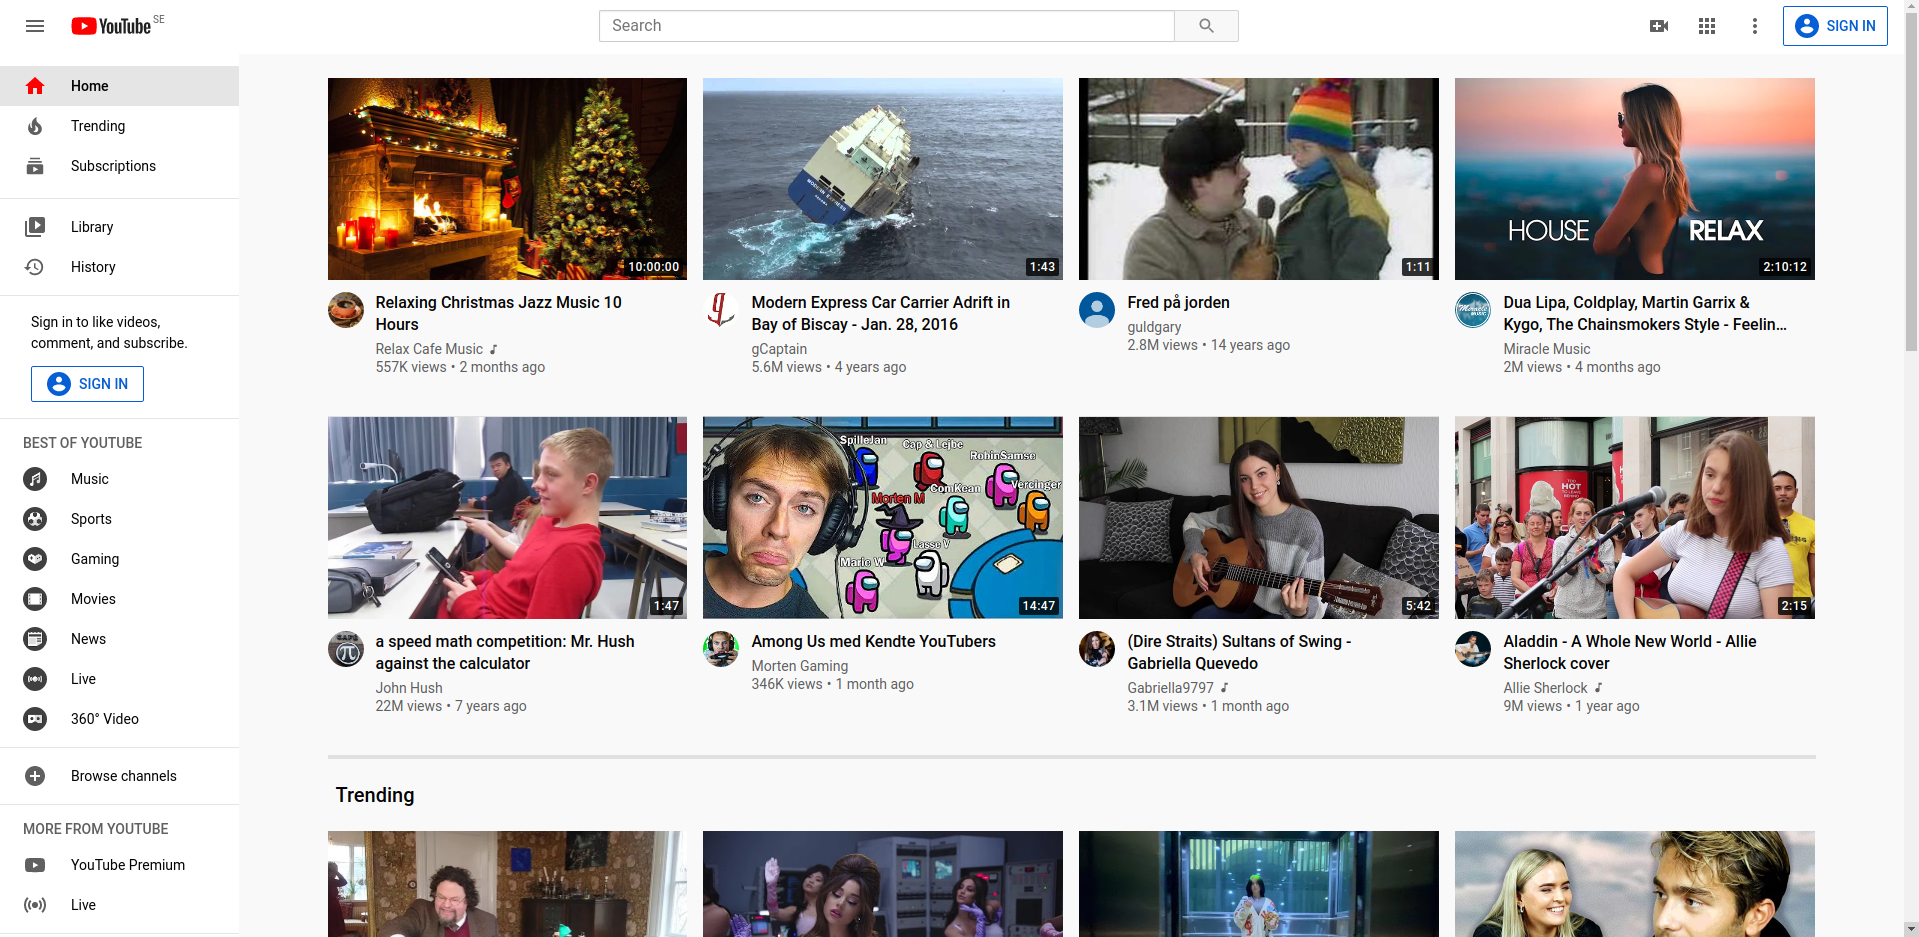 YouTube SE
Search
SIGN IN
Home
Trending
Subscriptions
Library
History
Sign in to like videos,
comment, and subscribe.
SIGN IN
BEST OF YOUTUBE
Music
Sports
Gaming
Movies
News
Live
360° Video
Browse channels
MORE FROM YOUTUBE
YouTube Premium
Live
10:00:00
Relaxing Christmas Jazz Music 10
Hours
Relax Cafe Music
557K views • 2 months ago
MODERN EXPRESS
1:43
Modern Express Car Carrier Adrift in
Bay of Biscay - Jan. 28, 2016
gCaptain
5.6M views • 4 years ago
1:11
Fred på jorden
guldgary
2.8M views • 14 years ago
HOUSE RELAX
2:10:12
Dua Lipa, Coldplay, Martin Garrix &
Kygo, The Chainsmokers Style - Feelin...
Miracle Music
2M views • 4 months ago
1:47
a speed math competition: Mr. Hush
against the calculator
John Hush
22M views • 7 years ago
SpilleJan
Cap & Lejbe
RobinSamse
ComKean
Vercinger
Morten M
Lasse V
Marie W
14:47
Among Us med Kendte YouTubers
Morten Gaming
346K views • 1 month ago
5:42
(Dire Straits) Sultans of Swing -
Gabriella Quevedo
Gabriella9797
3.1M views • 1 month ago
TOO
HOT
2:15
Aladdin - A Whole New World - Allie
Sherlock cover
Allie Sherlock
9M views • 1 year ago
Trending